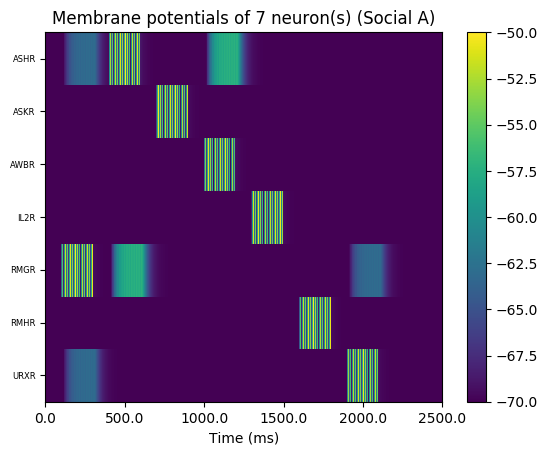 Membrane potentials of 7 neuron(s) (Social A)
ASHR
ASKR
AWBR
IL2R
RMGR
RMHR
URXR
0.0 500.0 1000.0 1500.0 2000.0 2500.0
Time (ms)
−50.0
−52.5
−55.0
−57.5
−60.0
−62.5
−65.0
−67.5
−70.0